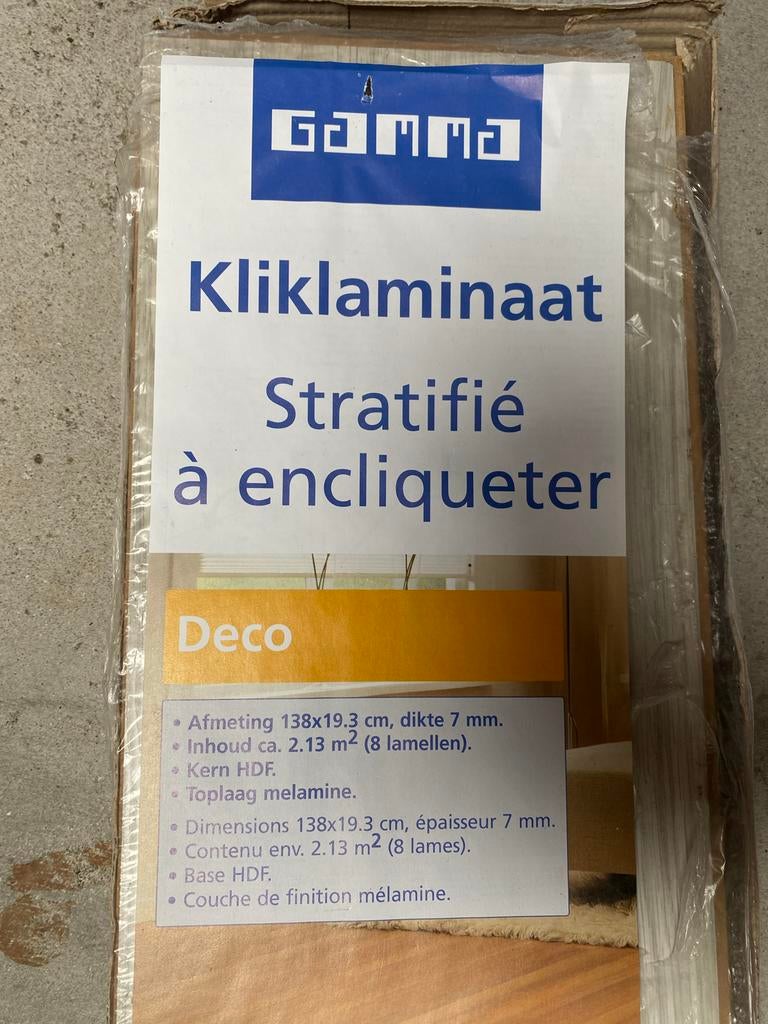 GAMMA
Kliklaminaat
Stratifié
à encliqueter
Deco
• Afmeting 138x19.3 cm, dikte 7 mm.
• Inhoud ca. 2.13 m² (8 lamellen).
• Kern HDF.
• Toplaag melamine.
• Dimensions 138x19.3 cm, épaisseur 7 mm.
• Contenu env. 2.13 m² (8 lames).
• Base HDF.
• Couche de finition mélamine.